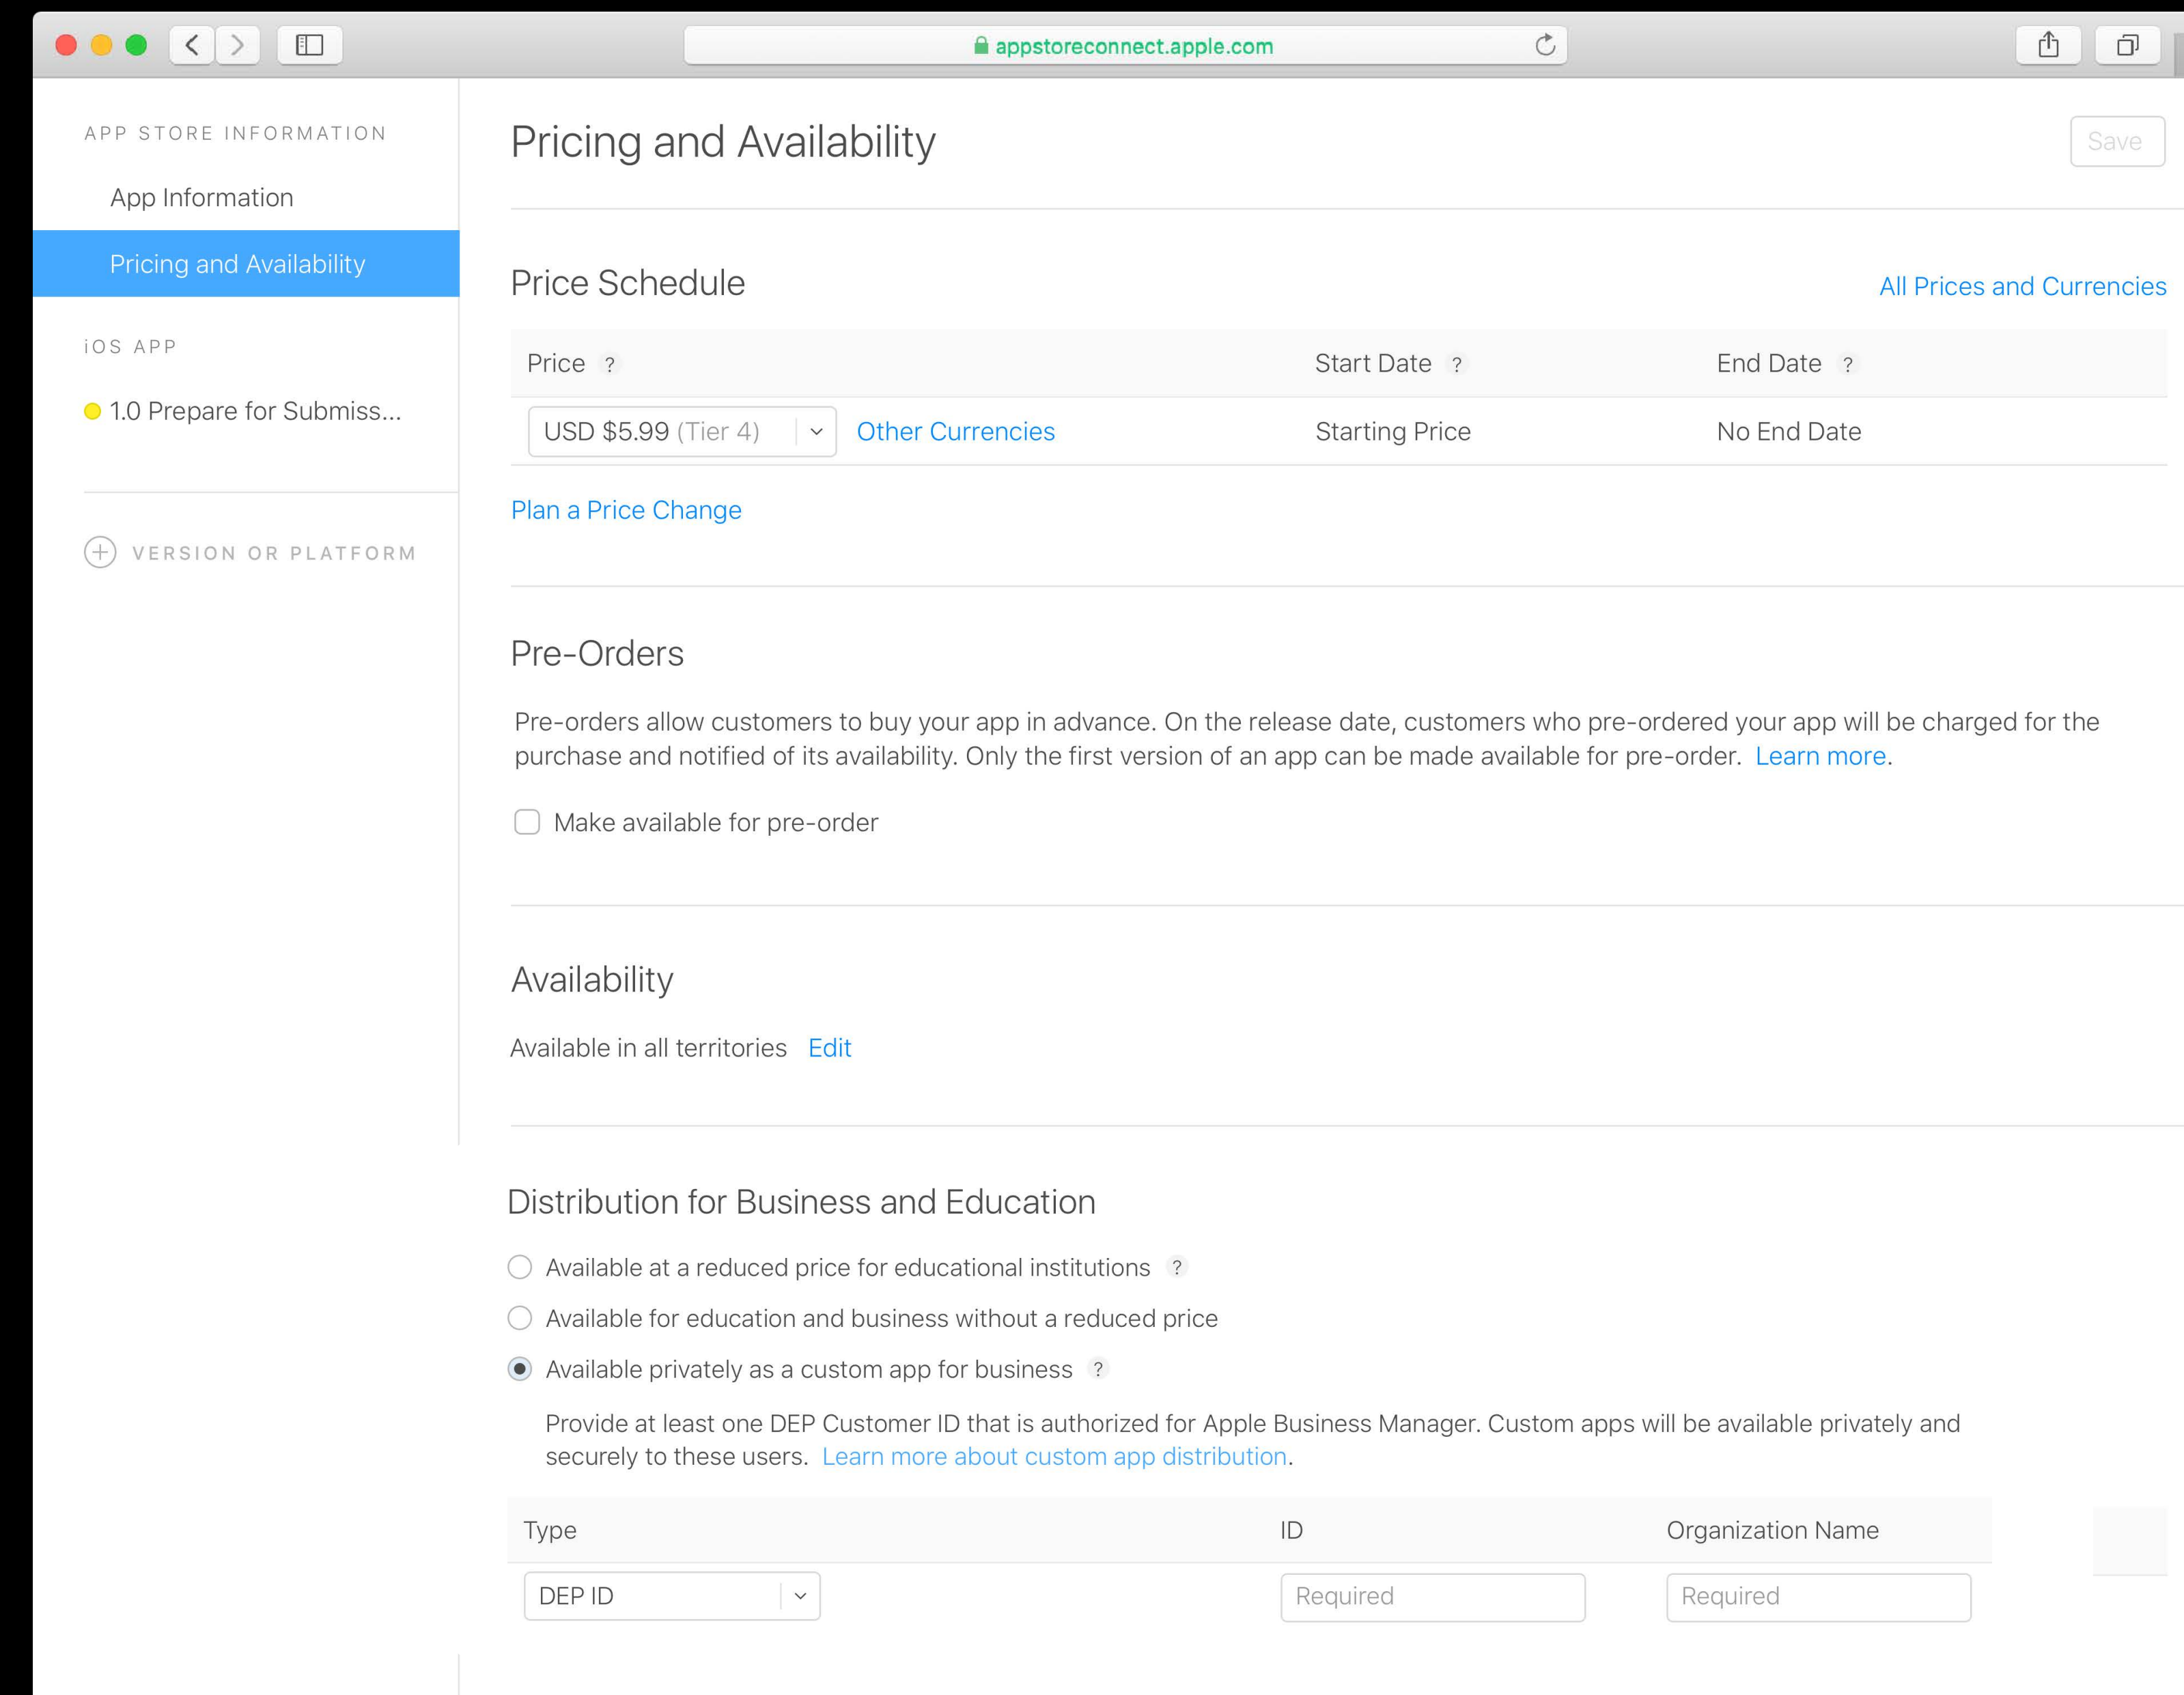 appstoreconnect.apple.com
APP STORE INFORMATION
App Information
Pricing and Availability
iOS APP
1.0 Prepare for Submiss...
VERSION OR PLATFORM
Pricing and Availability
Save
Price Schedule
All Prices and Currencies
Price ? Start Date ? End Date ?
USD $5.99 (Tier 4) Other Currencies Starting Price No End Date
Plan a Price Change
Pre-Orders
Pre-orders allow customers to buy your app in advance. On the release date, customers who pre-ordered your app will be charged for the
purchase and notified of its availability. Only the first version of an app can be made available for pre-order. Learn more.
Make available for pre-order
Availability
Available in all territories Edit
Distribution for Business and Education
Available at a reduced price for educational institutions ?
Available for education and business without a reduced price
Available privately as a custom app for business ?
Provide at least one DEP Customer ID that is authorized for Apple Business Manager. Custom apps will be available privately and
securely to these users. Learn more about custom app distribution.
Type ID Organization Name
DEP ID Required Required